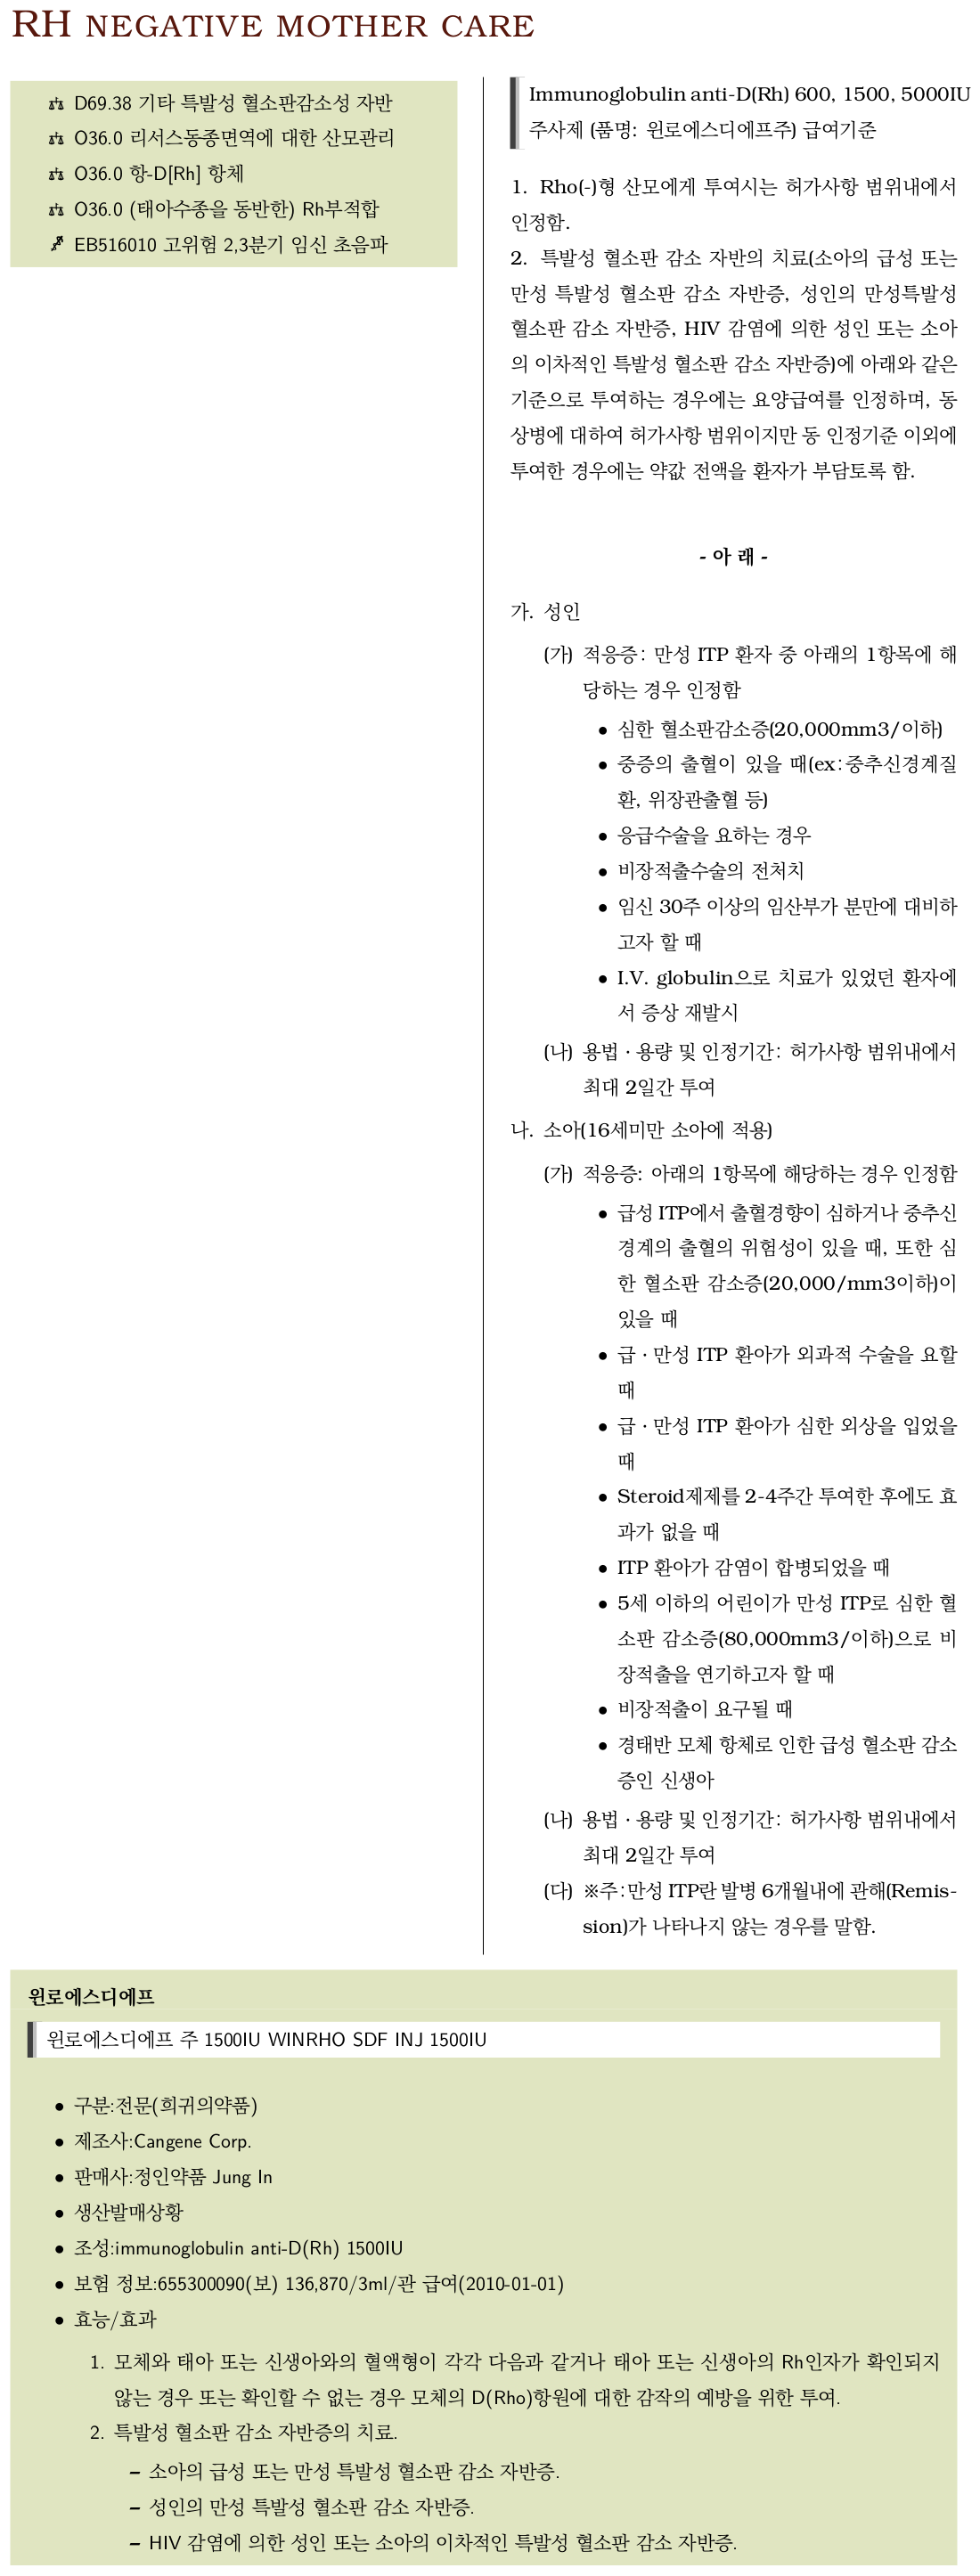 RH NEGATIVE MOTHER CARE
D69.38 기타 특발성 혈소판감소성 자반
O36.0 리서스동종면역에 대한 산모관리
O36.0 항-D[Rh] 항체
O36.0 (태아수종을 동반한) Rh부적합
EB516010 고위험 2,3분기 임신 초음파
Immunoglobulin anti-D(Rh) 600, 1500, 5000IU
주사제 (품명: 윈로에스디에프주) 급여기준
1. Rho(-)형 산모에게 투여시는 허가사항 범위내에서
인정함.
2. 특발성 혈소판 감소 자반의 치료(소아의 급성 또는
만성 특발성 혈소판 감소 자반증, 성인의 만성특발성
혈소판 감소 자반증, HIV 감염에 의한 성인 또는 소아
의 이차적인 특발성 혈소판 감소 자반증)에 아래와 같은
기준으로 투여하는 경우에는 요양급여를 인정하며, 동
상병에 대하여 허가사항 범위이지만 동 인정기준 이외에
투여한 경우에는 약값 전액을 환자가 부담토록 함.
- 아 래 -
가. 성인
(가) 적응증: 만성 ITP 환자 중 아래의 1항목에 해
당하는 경우 인정함
• 심한 혈소판감소증(20,000mm3/이하)
• 중증의 출혈이 있을 때(ex:중추신경계질
환, 위장관출혈 등)
• 응급수술을 요하는 경우
• 비장적출수술의 전처치
• 임신 30주 이상의 임산부가 분만에 대비하
고자 할 때
• I.V. globulin으로 치료가 있었던 환자에
서 증상 재발시
(나) 용법 · 용량 및 인정기간: 허가사항 범위내에서
최대 2일간 투여
나. 소아(16세미만 소아에 적용)
(가) 적응증: 아래의 1항목에 해당하는 경우 인정함
• 급성 ITP에서 출혈경향이 심하거나 중추신
경계의 출혈의 위험성이 있을 때, 또한 심
한 혈소판 감소증(20,000/mm3이하)이
있을 때
• 급 · 만성 ITP 환아가 외과적 수술을 요할
때
• 급 · 만성 ITP 환아가 심한 외상을 입었을
때
• Steroid제제를 2-4주간 투여한 후에도 효
과가 없을 때
• ITP 환아가 감염이 합병되었을 때
• 5세 이하의 어린이가 만성 ITP로 심한 혈
소판 감소증(80,000mm3/이하)으로 비
장적출을 연기하고자 할 때
• 비장적출이 요구될 때
• 경태반 모체 항체로 인한 급성 혈소판 감소
증인 신생아
(나) 용법 · 용량 및 인정기간: 허가사항 범위내에서
최대 2일간 투여
(다) ※주:만성 ITP란 발병 6개월내에 관해(Remis-
sion)가 나타나지 않는 경우를 말함.
윈로에스디에프
윈로에스디에프 주 1500IU WINRHO SDF INJ 1500IU
• 구분:전문(희귀의약품)
• 제조사:Cangene Corp.
• 판매사:정인약품 Jung In
• 생산발매상황
• 조성:immunoglobulin anti-D(Rh) 1500IU
• 보험 정보:655300090(보) 136,870/3ml/관 급여(2010-01-01)
• 효능/효과
1. 모체와 태아 또는 신생아와의 혈액형이 각각 다음과 같거나 태아 또는 신생아의 Rh인자가 확인되지
않는 경우 또는 확인할 수 없는 경우 모체의 D(Rho)항원에 대한 감작의 예방을 위한 투여.
2. 특발성 혈소판 감소 자반증의 치료.
– 소아의 급성 또는 만성 특발성 혈소판 감소 자반증.
– 성인의 만성 특발성 혈소판 감소 자반증.
– HIV 감염에 의한 성인 또는 소아의 이차적인 특발성 혈소판 감소 자반증.